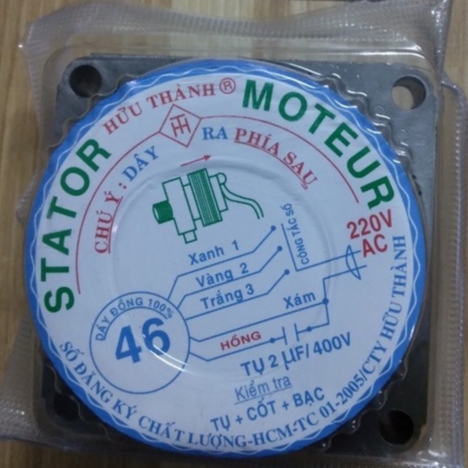 HỮU THÀNH®
STATOR MOTEUR
TH
CHÚ Ý : DÂY RA PHÍA SAU
220V
AC
CÔNG TẮC SỐ
Xanh 1
Vàng 2
Trắng 3
Xám
DÂY ĐỒNG 100%
46
HỒNG
TỤ 2 µF/400V
Kiểm tra
TỤ + CỐT + BẠC
SỐ ĐĂNG KÝ CHẤT LƯỢNG-HCM-TC 01-2005/CTY HỮU THÀNH